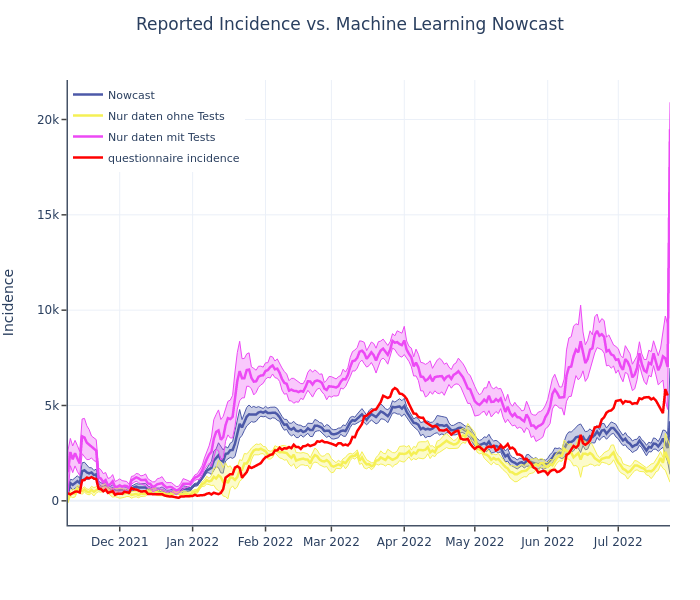 Reported Incidence vs. Machine Learning Nowcast
Nowcast
Nur daten ohne Tests
Nur daten mit Tests
questionnaire incidence
Incidence
20k
15k
10k
5k
0
Dec 2021
Jan 2022
Feb 2022
Mar 2022
Apr 2022
May 2022
Jun 2022
Jul 2022